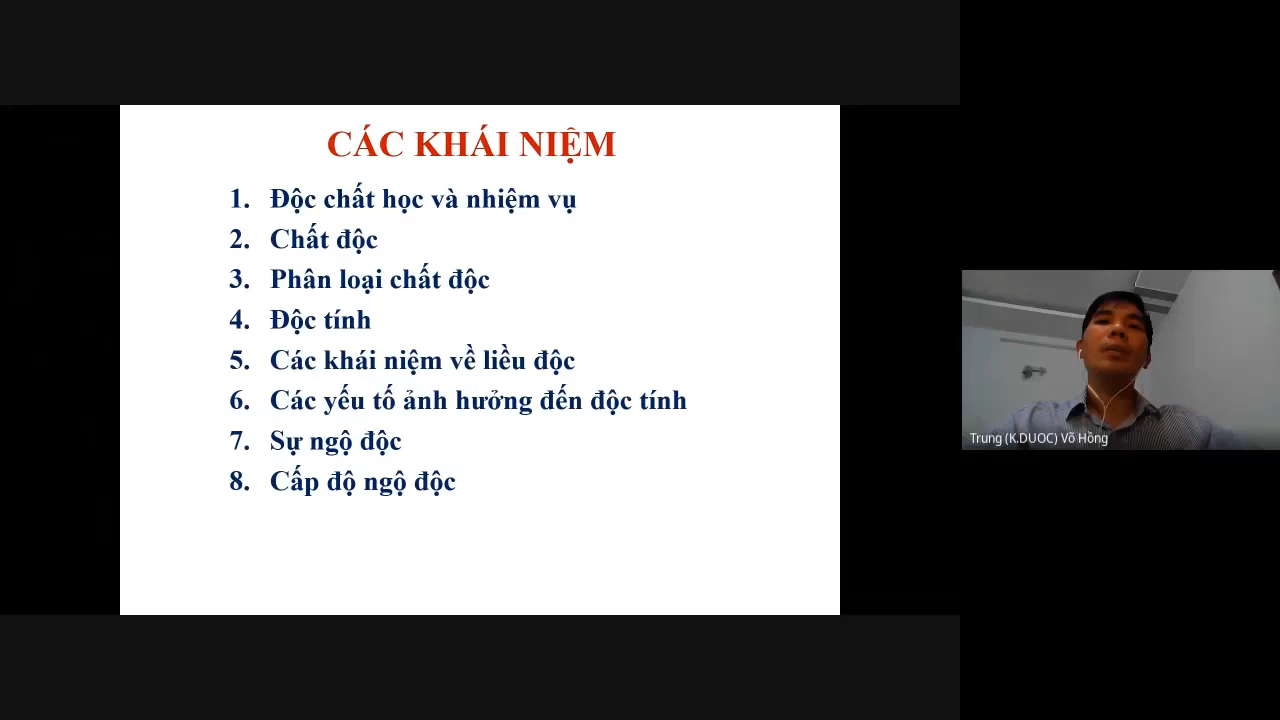 CÁC KHÁI NIỆM
1. Độc chất học và nhiệm vụ
2. Chất độc
3. Phân loại chất độc
4. Độc tính
5. Các khái niệm về liều độc
6. Các yếu tố ảnh hưởng đến độc tính
7. Sự ngộ độc
8. Cấp độ ngộ độc
Trung (K.DUOC) Võ Hồng